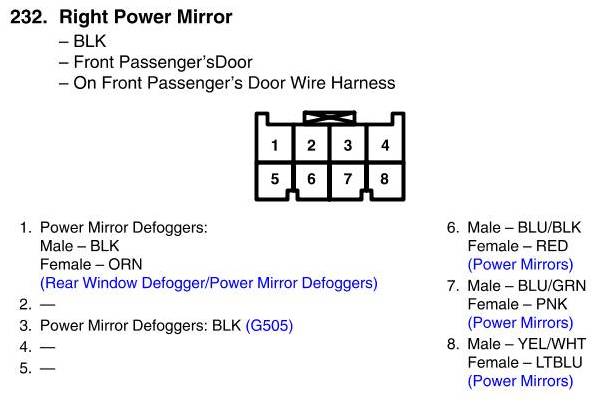 232. Right Power Mirror
– BLK
– Front Passenger'sDoor
– On Front Passenger's Door Wire Harness
1 2 3 4
5 6 7 8
1. Power Mirror Defoggers:
Male – BLK
Female – ORN
(Rear Window Defogger/Power Mirror Defoggers)
2. —
3. Power Mirror Defoggers: BLK (G505)
4. —
5. —
6. Male – BLU/BLK
Female – RED
(Power Mirrors)
7. Male – BLU/GRN
Female – PNK
(Power Mirrors)
8. Male – YEL/WHT
Female – LTBLU
(Power Mirrors)